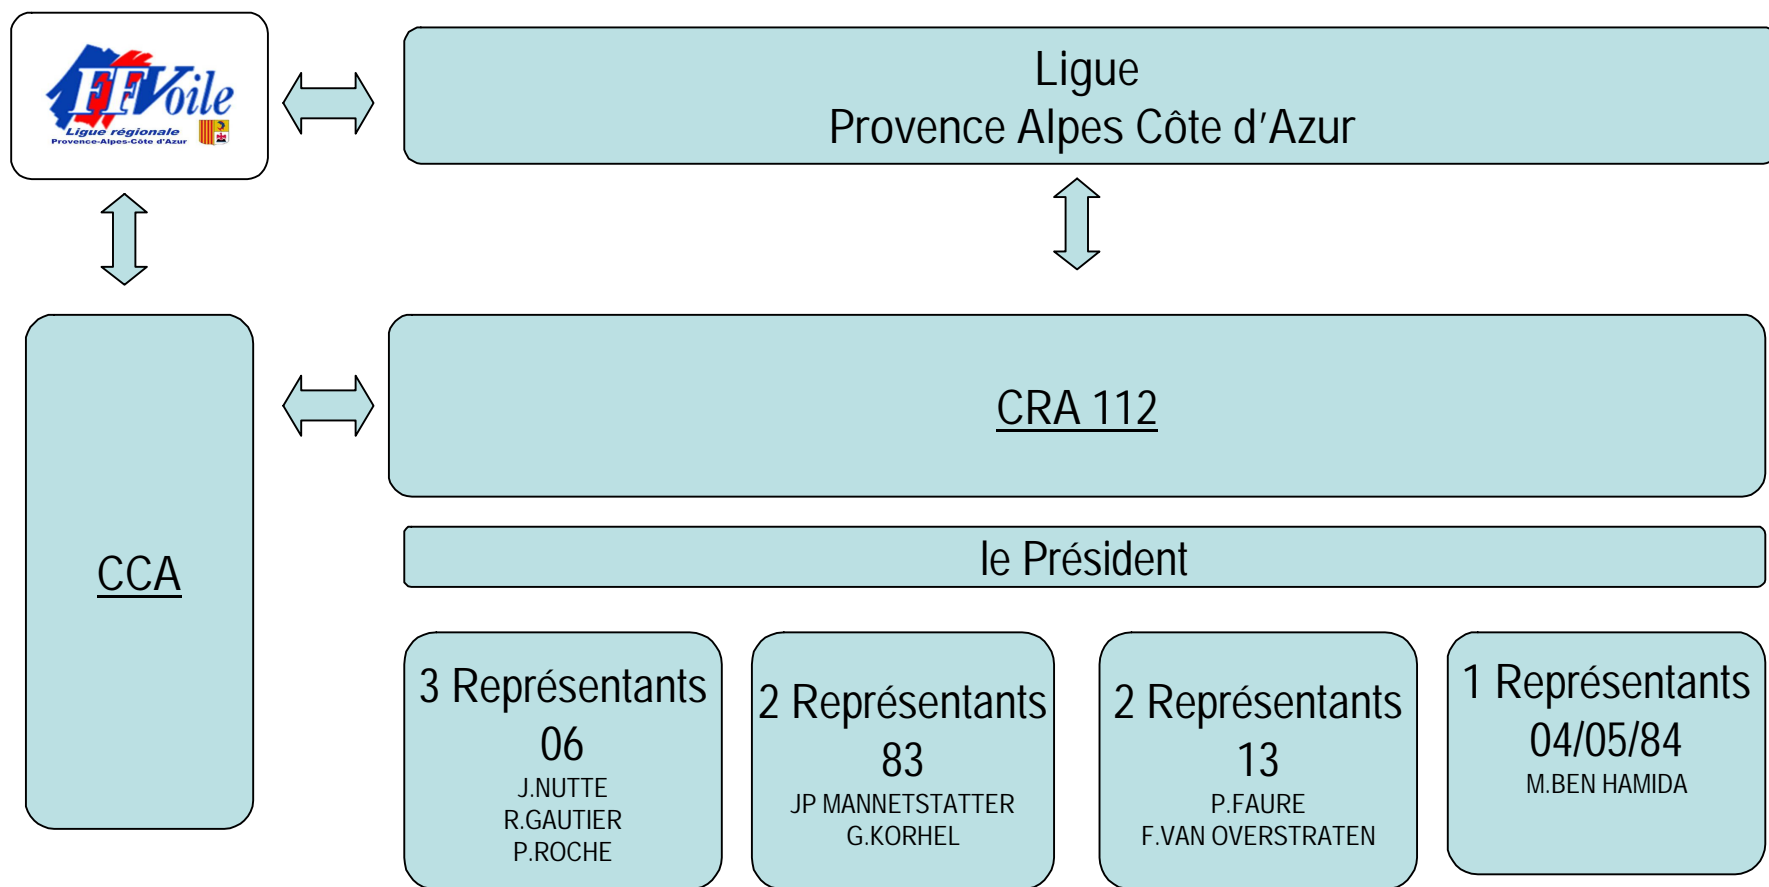 FFVoile
Ligue régionale
Provence-Alpes-Côte d'Azur
Ligue
Provence Alpes Côte d'Azur
CCA
CRA 112
le Président
3 Représentants
06
J.NUTTE
R.GAUTIER
P.ROCHE
2 Représentants
83
JP MANNETSTATTER
G.KORHEL
2 Représentants
13
P.FAURE
F.VAN OVERSTRATEN
1 Représentants
04/05/84
M.BEN HAMIDA